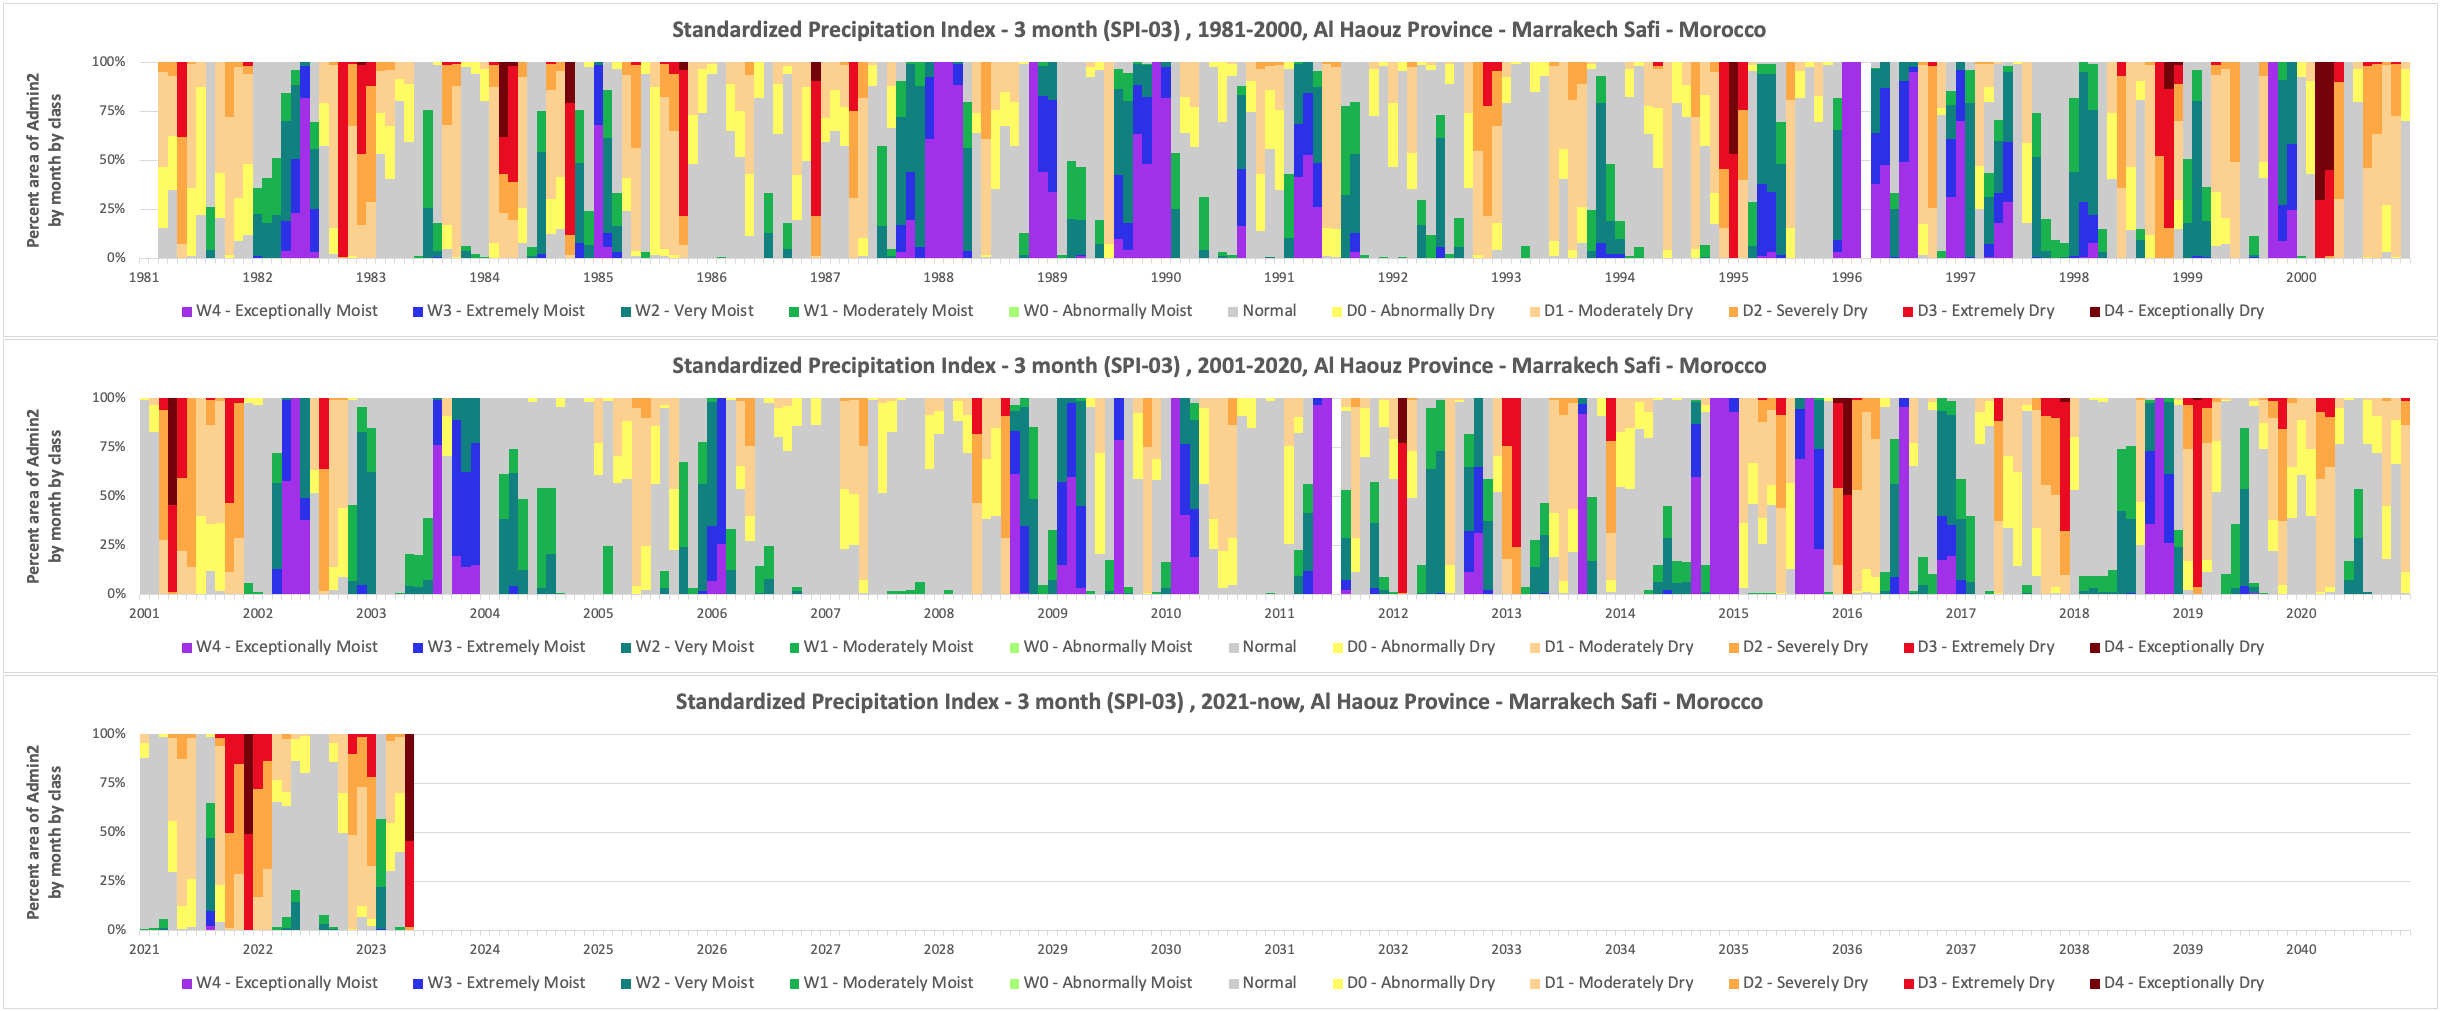 Standardized Precipitation Index - 3 month (SPI-03) , 1981-2000, Al Haouz Province - Marrakech Safi - Morocco
Percent area of Admin2
by month by class
100%
75%
50%
25%
0%
1981 1982 1983 1984 1985 1986 1987 1988 1989 1990 1991 1992 1993 1994 1995 1996 1997 1998 1999 2000
W4 - Exceptionally Moist W3 - Extremely Moist W2 - Very Moist W1 - Moderately Moist W0 - Abnormally Moist Normal D0 - Abnormally Dry D1 - Moderately Dry D2 - Severely Dry D3 - Extremely Dry D4 - Exceptionally Dry
Standardized Precipitation Index - 3 month (SPI-03) , 2001-2020, Al Haouz Province - Marrakech Safi - Morocco
Percent area of Admin2
by month by class
100%
75%
50%
25%
0%
2001 2002 2003 2004 2005 2006 2007 2008 2009 2010 2011 2012 2013 2014 2015 2016 2017 2018 2019 2020
W4 - Exceptionally Moist W3 - Extremely Moist W2 - Very Moist W1 - Moderately Moist W0 - Abnormally Moist Normal D0 - Abnormally Dry D1 - Moderately Dry D2 - Severely Dry D3 - Extremely Dry D4 - Exceptionally Dry
Standardized Precipitation Index - 3 month (SPI-03) , 2021-now, Al Haouz Province - Marrakech Safi - Morocco
Percent area of Admin2
by month by class
100%
75%
50%
25%
0%
2021 2022 2023 2024 2025 2026 2027 2028 2029 2030 2031 2032 2033 2034 2035 2036 2037 2038 2039 2040
W4 - Exceptionally Moist W3 - Extremely Moist W2 - Very Moist W1 - Moderately Moist W0 - Abnormally Moist Normal D0 - Abnormally Dry D1 - Moderately Dry D2 - Severely Dry D3 - Extremely Dry D4 - Exceptionally Dry